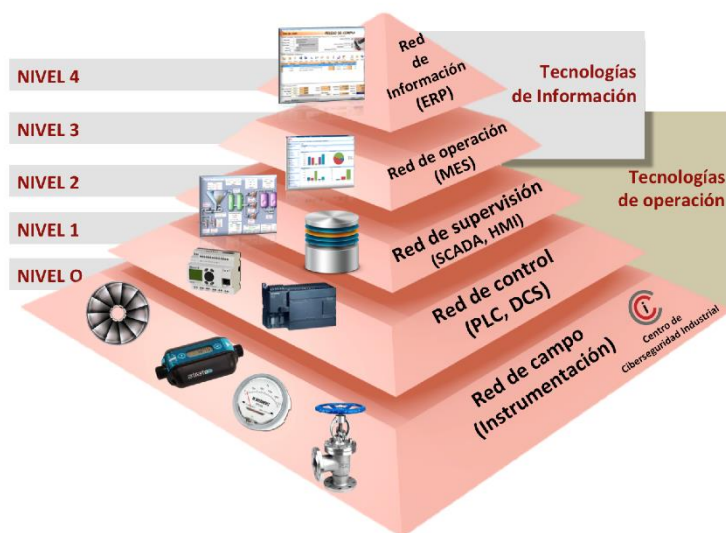 NIVEL 4
NIVEL 3
NIVEL 2
NIVEL 1
NIVEL O
Red
de
Información
(ERP)
Red de operación
(MES)
Red de supervisión
(SCADA, HMI)
Red de control
(PLC, DCS)
Red de campo
(Instrumentación)
Tecnologías
de Información
Tecnologías
de operación
Centro de
Ciberseguridad Industrial